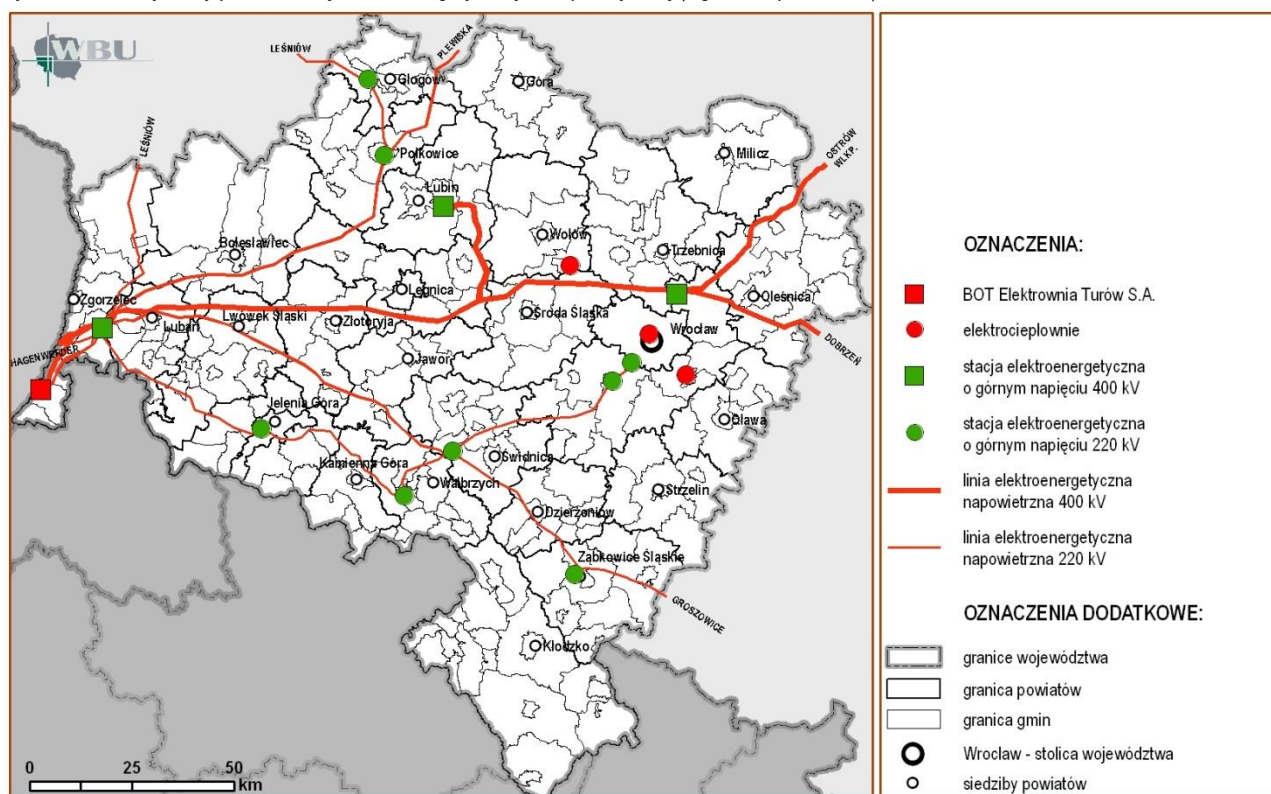 WBU
LEŚNIÓW
PLEWISKA
Głogów
Góra
LEŚNIÓW
Polkowice
Milicz
OSTRÓW
WLKP.
Lubin
Bolesławiec
Wołów
Trzebnica
Zgorzelec
Legnica
Oleśnica
Lubań
Lwówek Śląski
Złotoryja
Środa Śląska
Wrocław
DOBRZEŃ
HAGENWERDER
Jawor
Jelenia Góra
Oława
Kamienna Góra
Świdnica
Wałbrzych
Strzelin
Dzierżoniów
Ząbkowice Śląskie
GROSZOWICE
Kłodzko
0 25 50
km
OZNACZENIA:
BOT Elektrownia Turów S.A.
elektrociepłownie
stacja elektroenergetyczna
o górnym napięciu 400 kV
stacja elektroenergetyczna
o górnym napięciu 220 kV
linia elektroenergetyczna
napowietrzna 400 kV
linia elektroenergetyczna
napowietrzna 220 kV
OZNACZENIA DODATKOWE:
granice województwa
granica powiatów
granica gmin
Wrocław - stolica województwa
siedziby powiatów